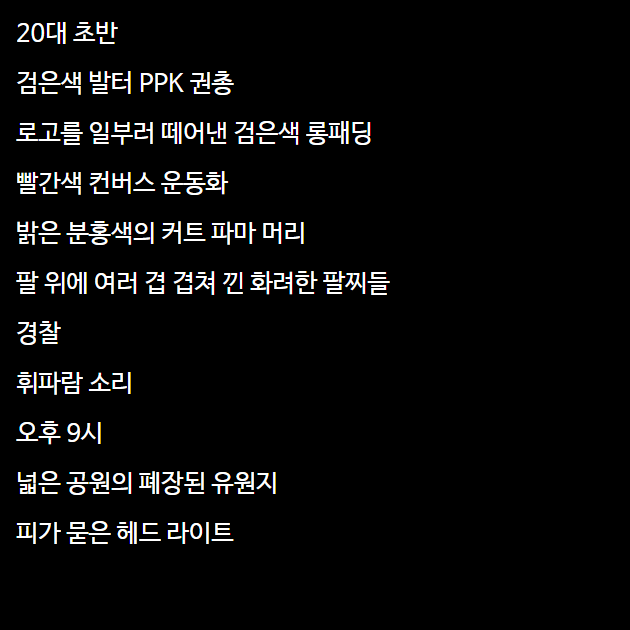 20대 초반
검은색 발터 PPK 권총
로고를 일부러 떼어낸 검은색 롱패딩
빨간색 컨버스 운동화
밝은 분홍색의 커트 파마 머리
팔 위에 여러 겹 겹쳐 낀 화려한 팔찌들
경찰
휘파람 소리
오후 9시
넓은 공원의 폐장된 유원지
피가 묻은 헤드 라이트